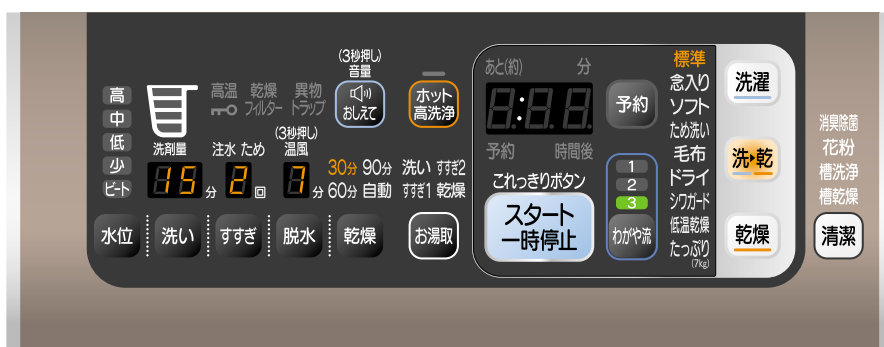 高
中
低
少
ビート
洗剤量
高温 乾燥フィルター 異物トラップ
(3秒押し)
音量
おしえて
ホット
高洗浄
注水 ため
(3秒押し)
温風
15分 2回 7分
30分 90分
60分 自動
洗い すすぎ2
すすぎ1 乾燥
水位
洗い
すすぎ
脱水
乾燥
お湯取
あと(約) 分
8:88
予約 時間後
予約
これっきりボタン
スタート
一時停止
1
2
3
わがや流
標準
念入り
ソフト
ため洗い
毛布
ドライ
シワガード
低温乾燥
たっぷり
(7kg)
洗濯
洗▸乾
乾燥
消臭除菌
花粉
槽洗浄
槽乾燥
清潔